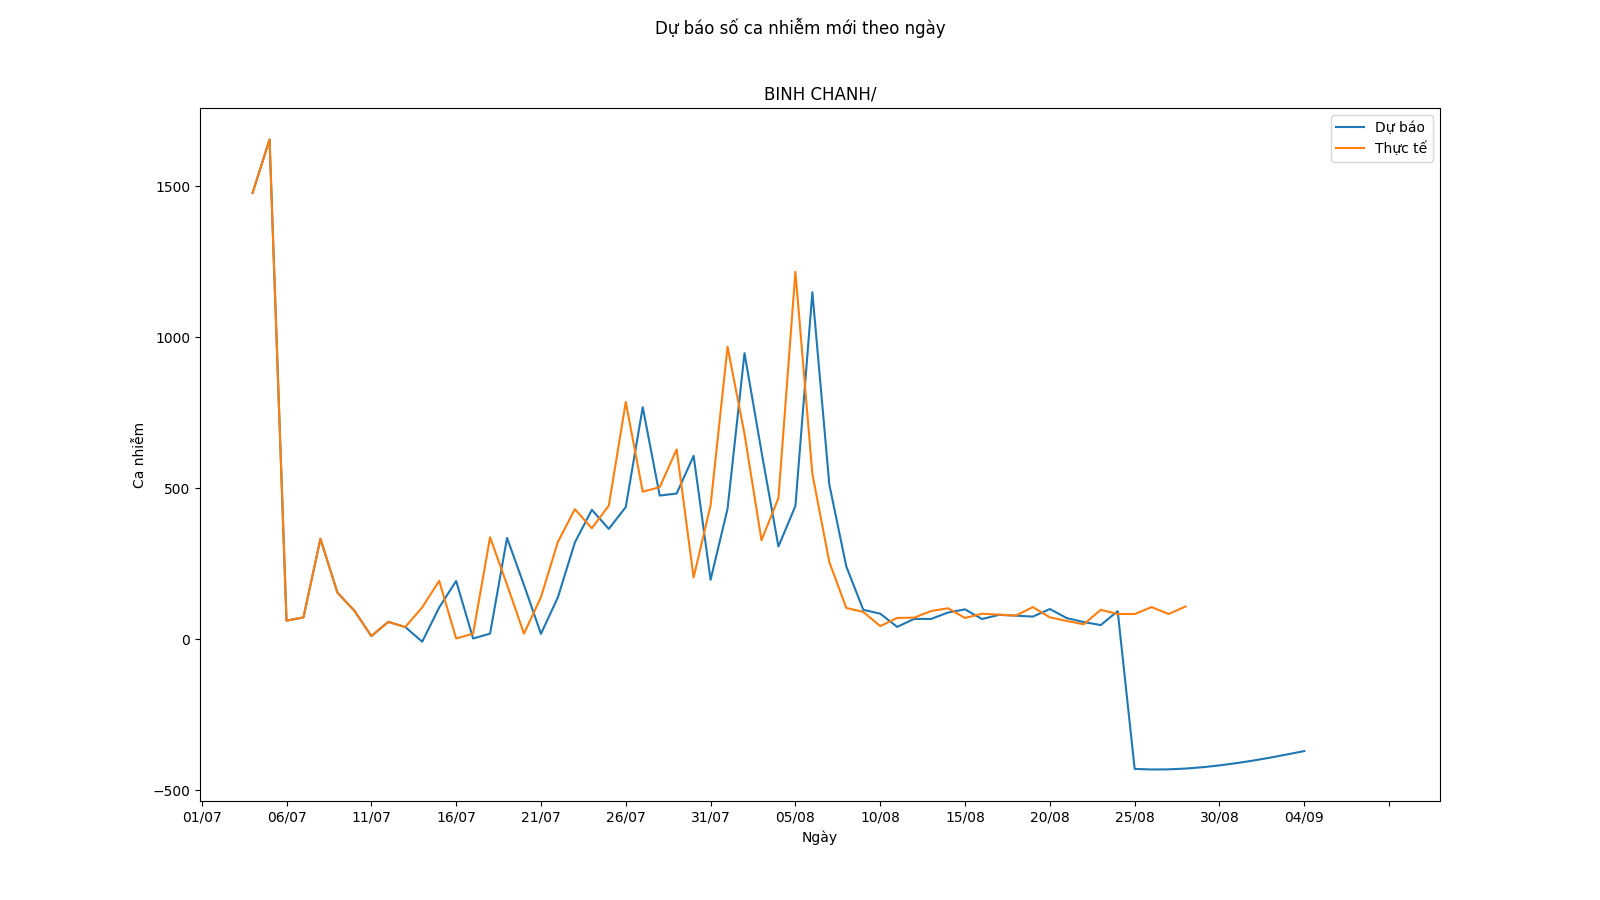 Dự báo số ca nhiễm mới theo ngày
BINH CHANH/
Dự báo
Thực tế
1500
1000
500
0
−500
Ca nhiễm
01/07 06/07 11/07 16/07 21/07 26/07 31/07 05/08 10/08 15/08 20/08 25/08 30/08 04/09
Ngày